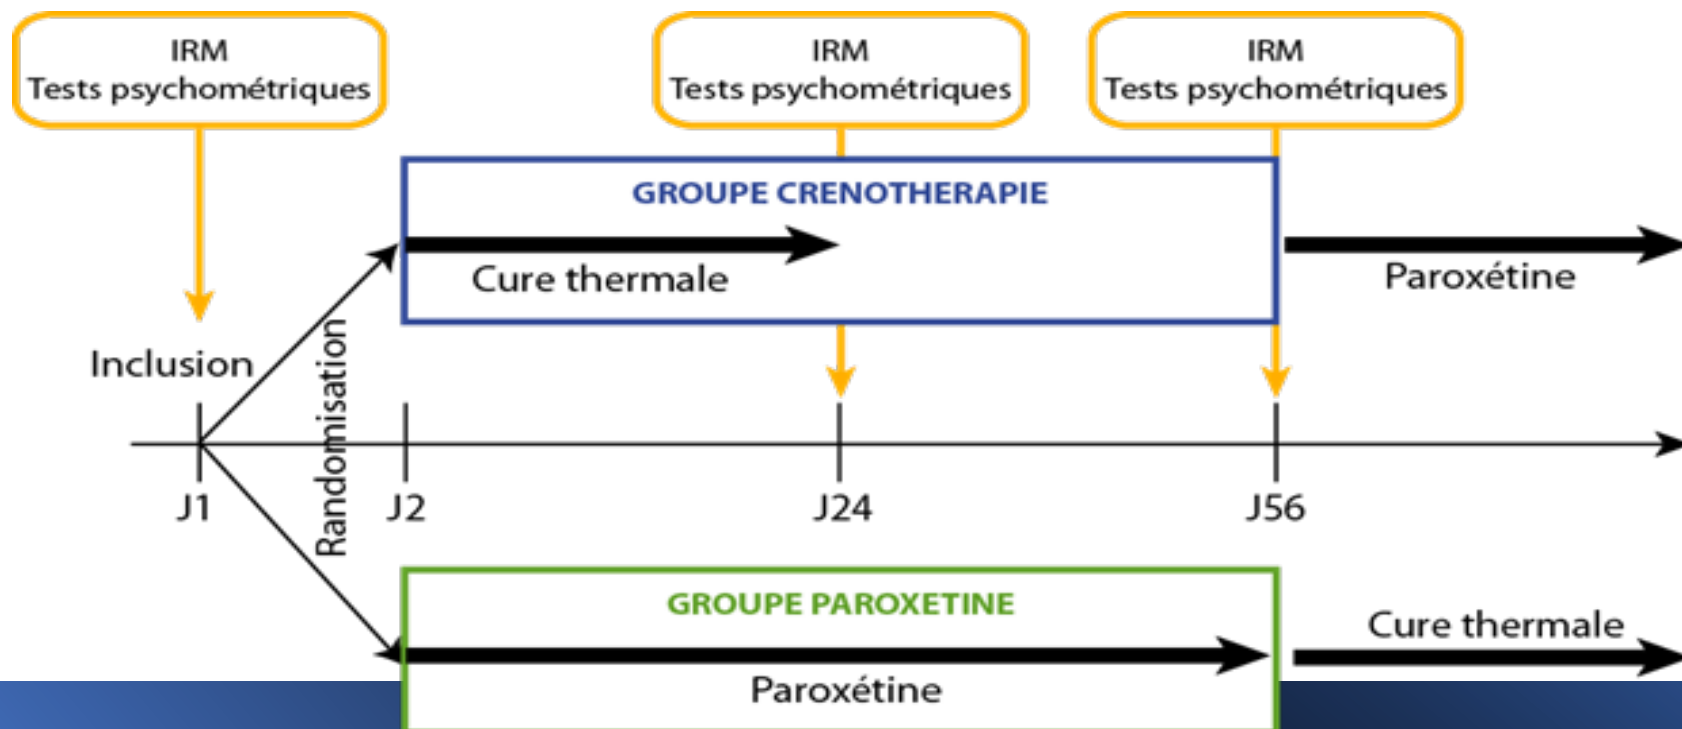 IRM
Tests psychométriques
IRM
Tests psychométriques
IRM
Tests psychométriques
GROUPE CRENOTHERAPIE
Cure thermale
Paroxétine
Inclusion
Randomisation
J1
J2
J24
J56
GROUPE PAROXETINE
Cure thermale
Paroxétine